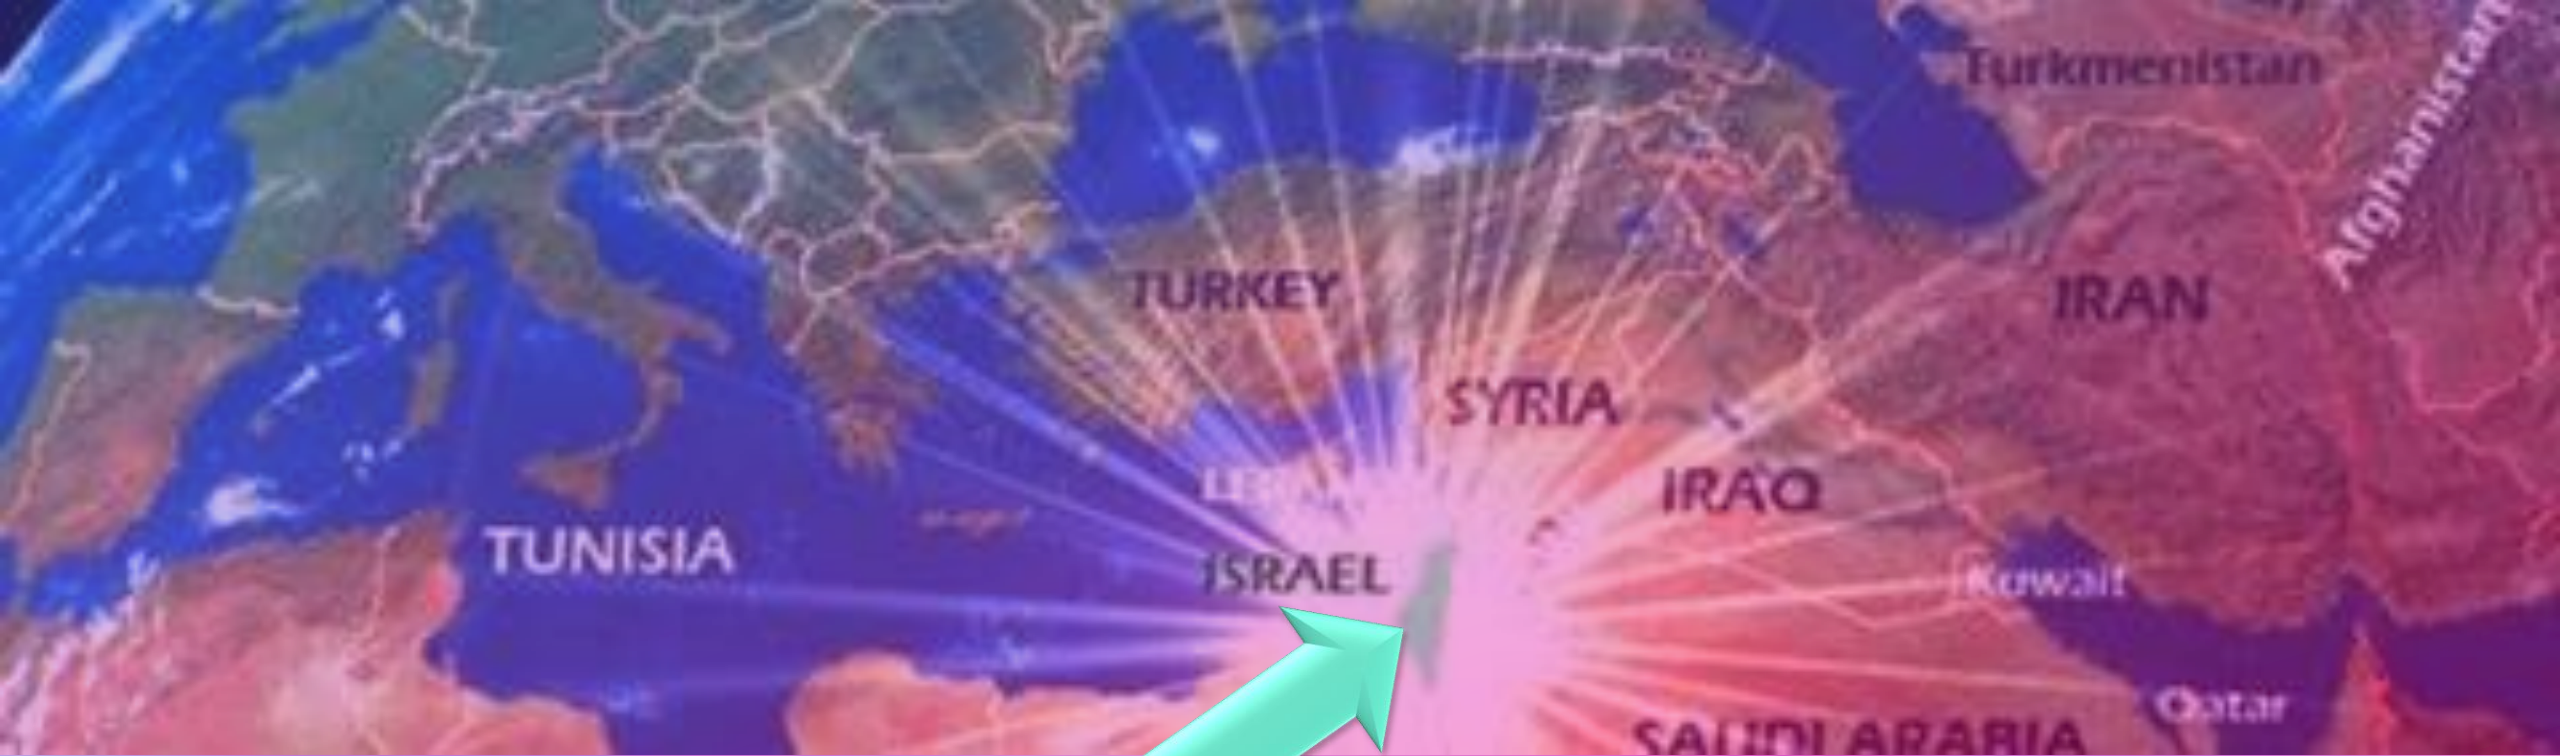 Turkmenistan
Afghanistan
TURKEY
IRAN
SYRIA
IRAQ
TUNISIA
ISRAEL
Kuwait
Qatar
SAUDI ARABIA